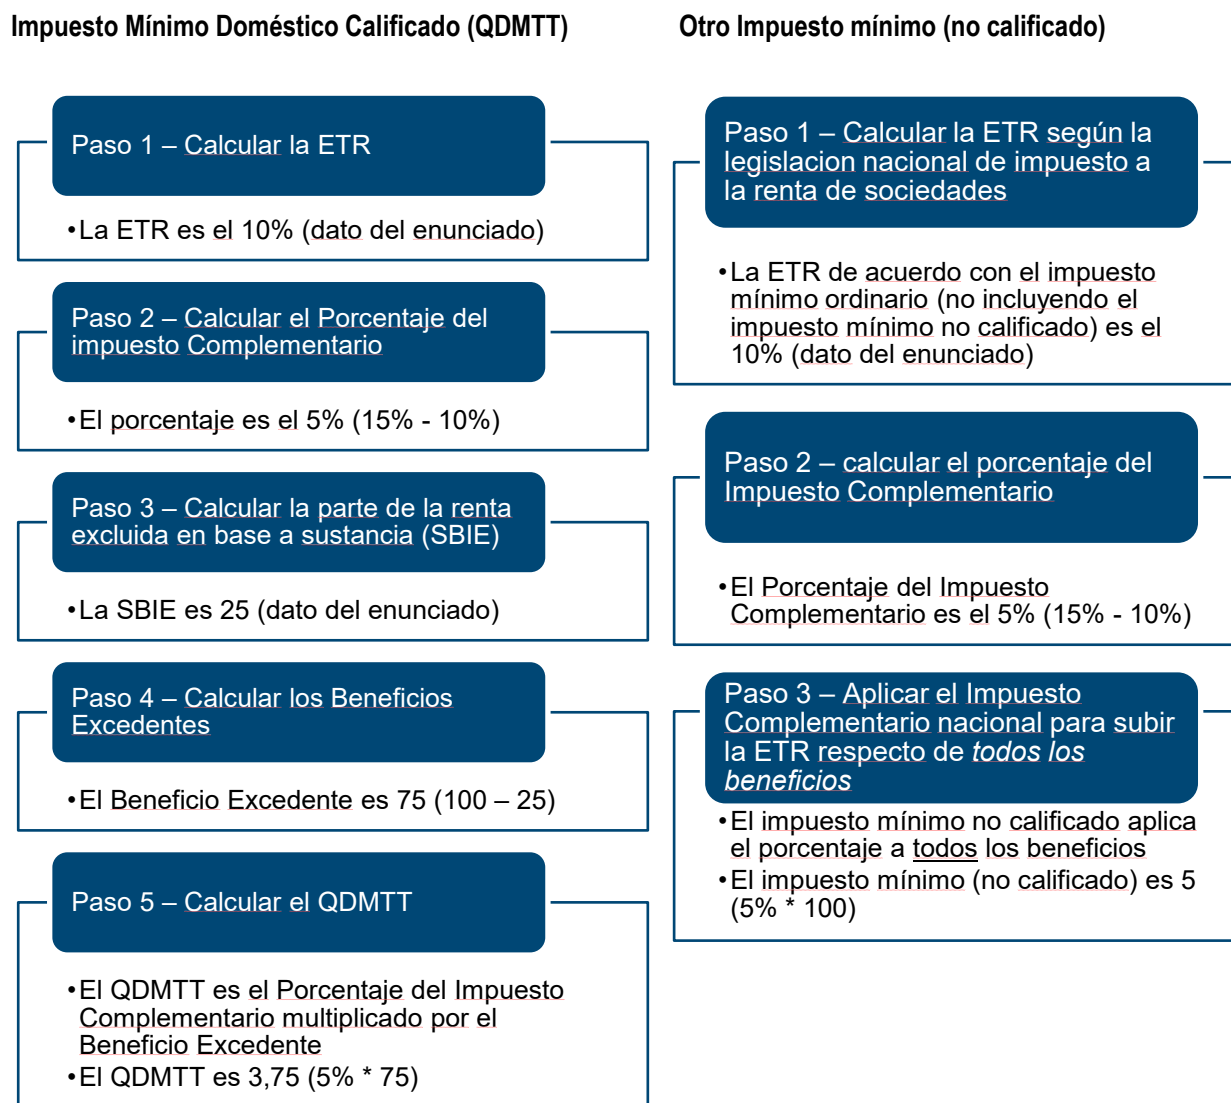 Impuesto Mínimo Doméstico Calificado (QDMTT)
Paso 1 – Calcular la ETR
•La ETR es el 10% (dato del enunciado)
Paso 2 – Calcular el Porcentaje del
impuesto Complementario
•El porcentaje es el 5% (15% - 10%)
Paso 3 – Calcular la parte de la renta
excluida en base a sustancia (SBIE)
•La SBIE es 25 (dato del enunciado)
Paso 4 – Calcular los Beneficios
Excedentes
•El Beneficio Excedente es 75 (100 – 25)
Paso 5 – Calcular el QDMTT
•El QDMTT es el Porcentaje del Impuesto
Complementario multiplicado por el
Beneficio Excedente
•El QDMTT es 3,75 (5% * 75)
Otro Impuesto mínimo (no calificado)
Paso 1 – Calcular la ETR según la
legislacion nacional de impuesto a
la renta de sociedades
•La ETR de acuerdo con el impuesto
mínimo ordinario (no incluyendo el
impuesto mínimo no calificado) es el
10% (dato del enunciado)
Paso 2 – calcular el porcentaje del
Impuesto Complementario
•El Porcentaje del Impuesto
Complementario es el 5% (15% - 10%)
Paso 3 – Aplicar el Impuesto
Complementario nacional para subir
la ETR respecto de todos los
beneficios
•El impuesto mínimo no calificado aplica
el porcentaje a todos los beneficios
•El impuesto mínimo (no calificado) es 5
(5% * 100)